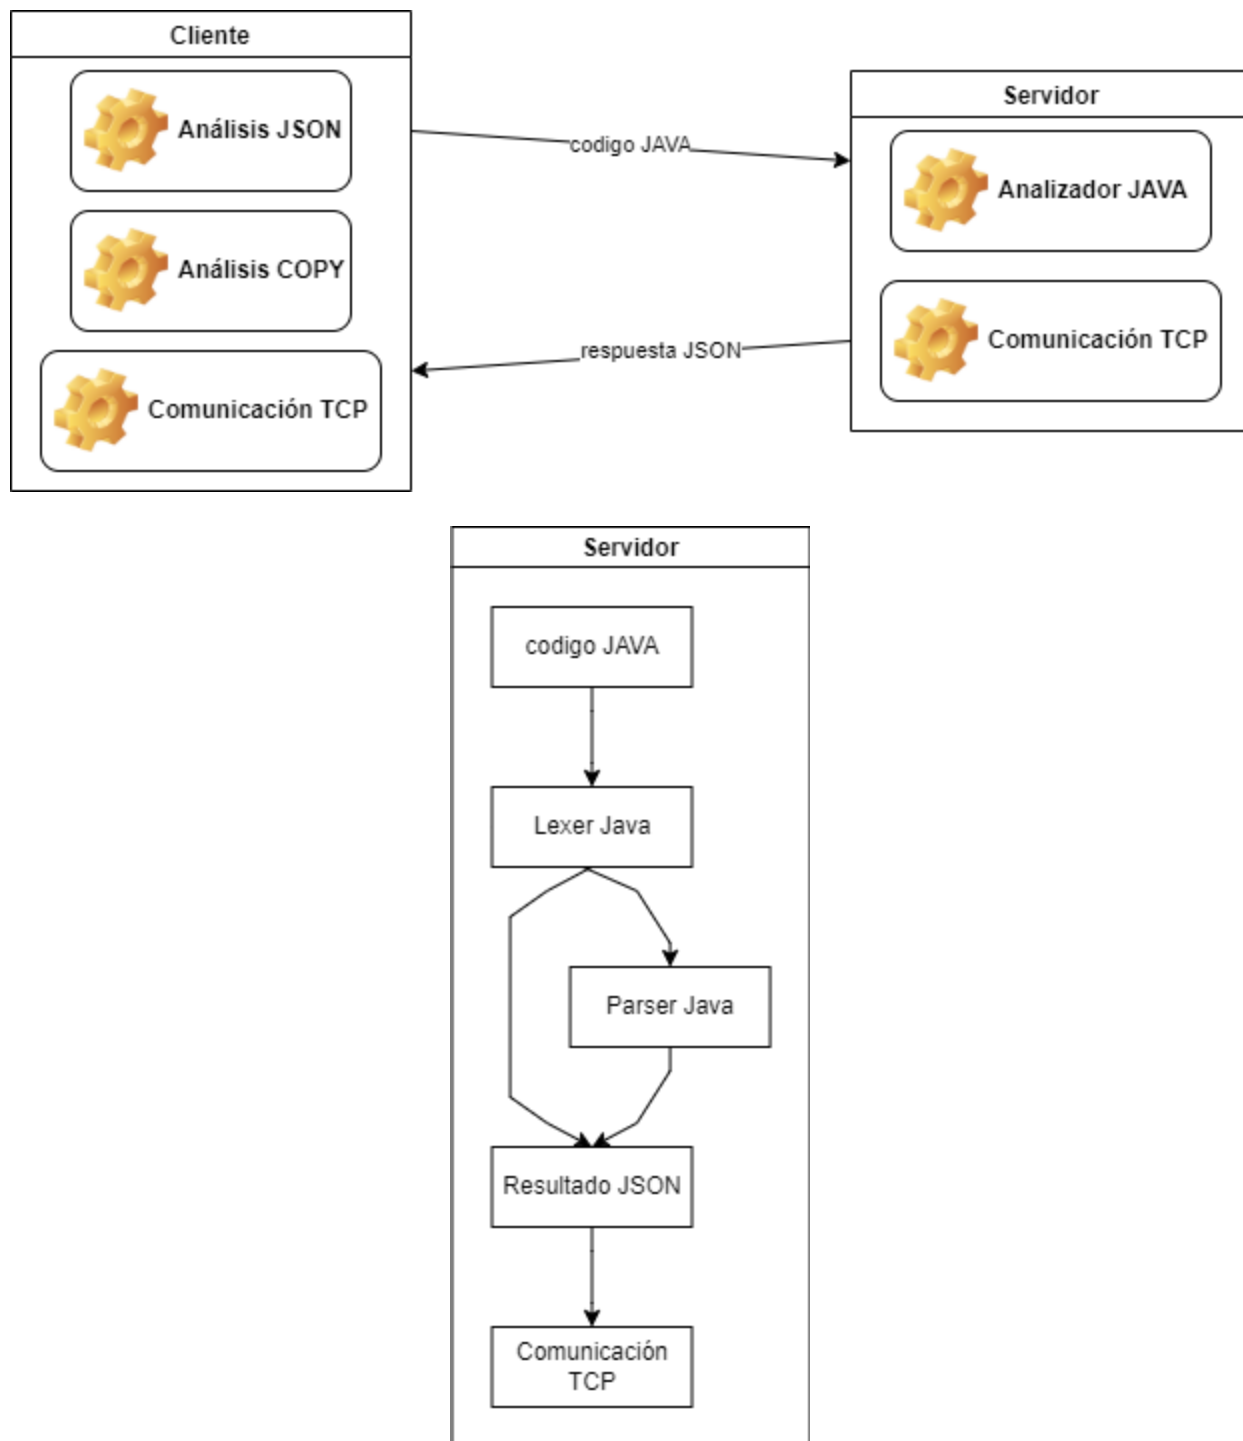 Cliente
Análisis JSON
Análisis COPY
Comunicación TCP
codigo JAVA
respuesta JSON
Servidor
Analizador JAVA
Comunicación TCP
Servidor
codigo JAVA
Lexer Java
Parser Java
Resultado JSON
Comunicación
TCP